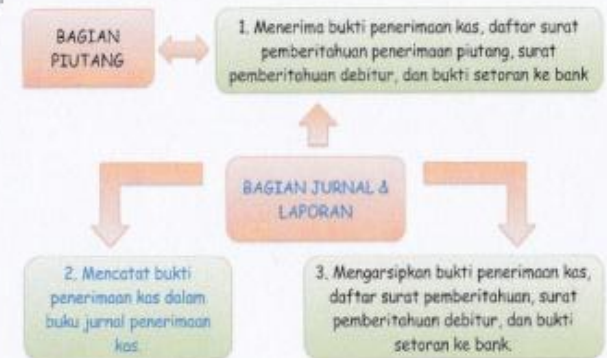 BAGIAN
PIUTANG
1. Menerima bukti penerimaan kas, daftar surat
pemberitahuan penerimaan piutang, surat
pemberitahuan debitur, dan bukti setoran ke bank
BAGIAN JURNAL &
LAPORAN
2. Mencatat bukti
penerimaan kas dalam
buku jurnal penerimaan
kas.
3. Mengarsipkan bukti penerimaan kas,
daftar surat pemberitahuan, surat
pemberitahuan debitur, dan bukti
setoran ke bank.